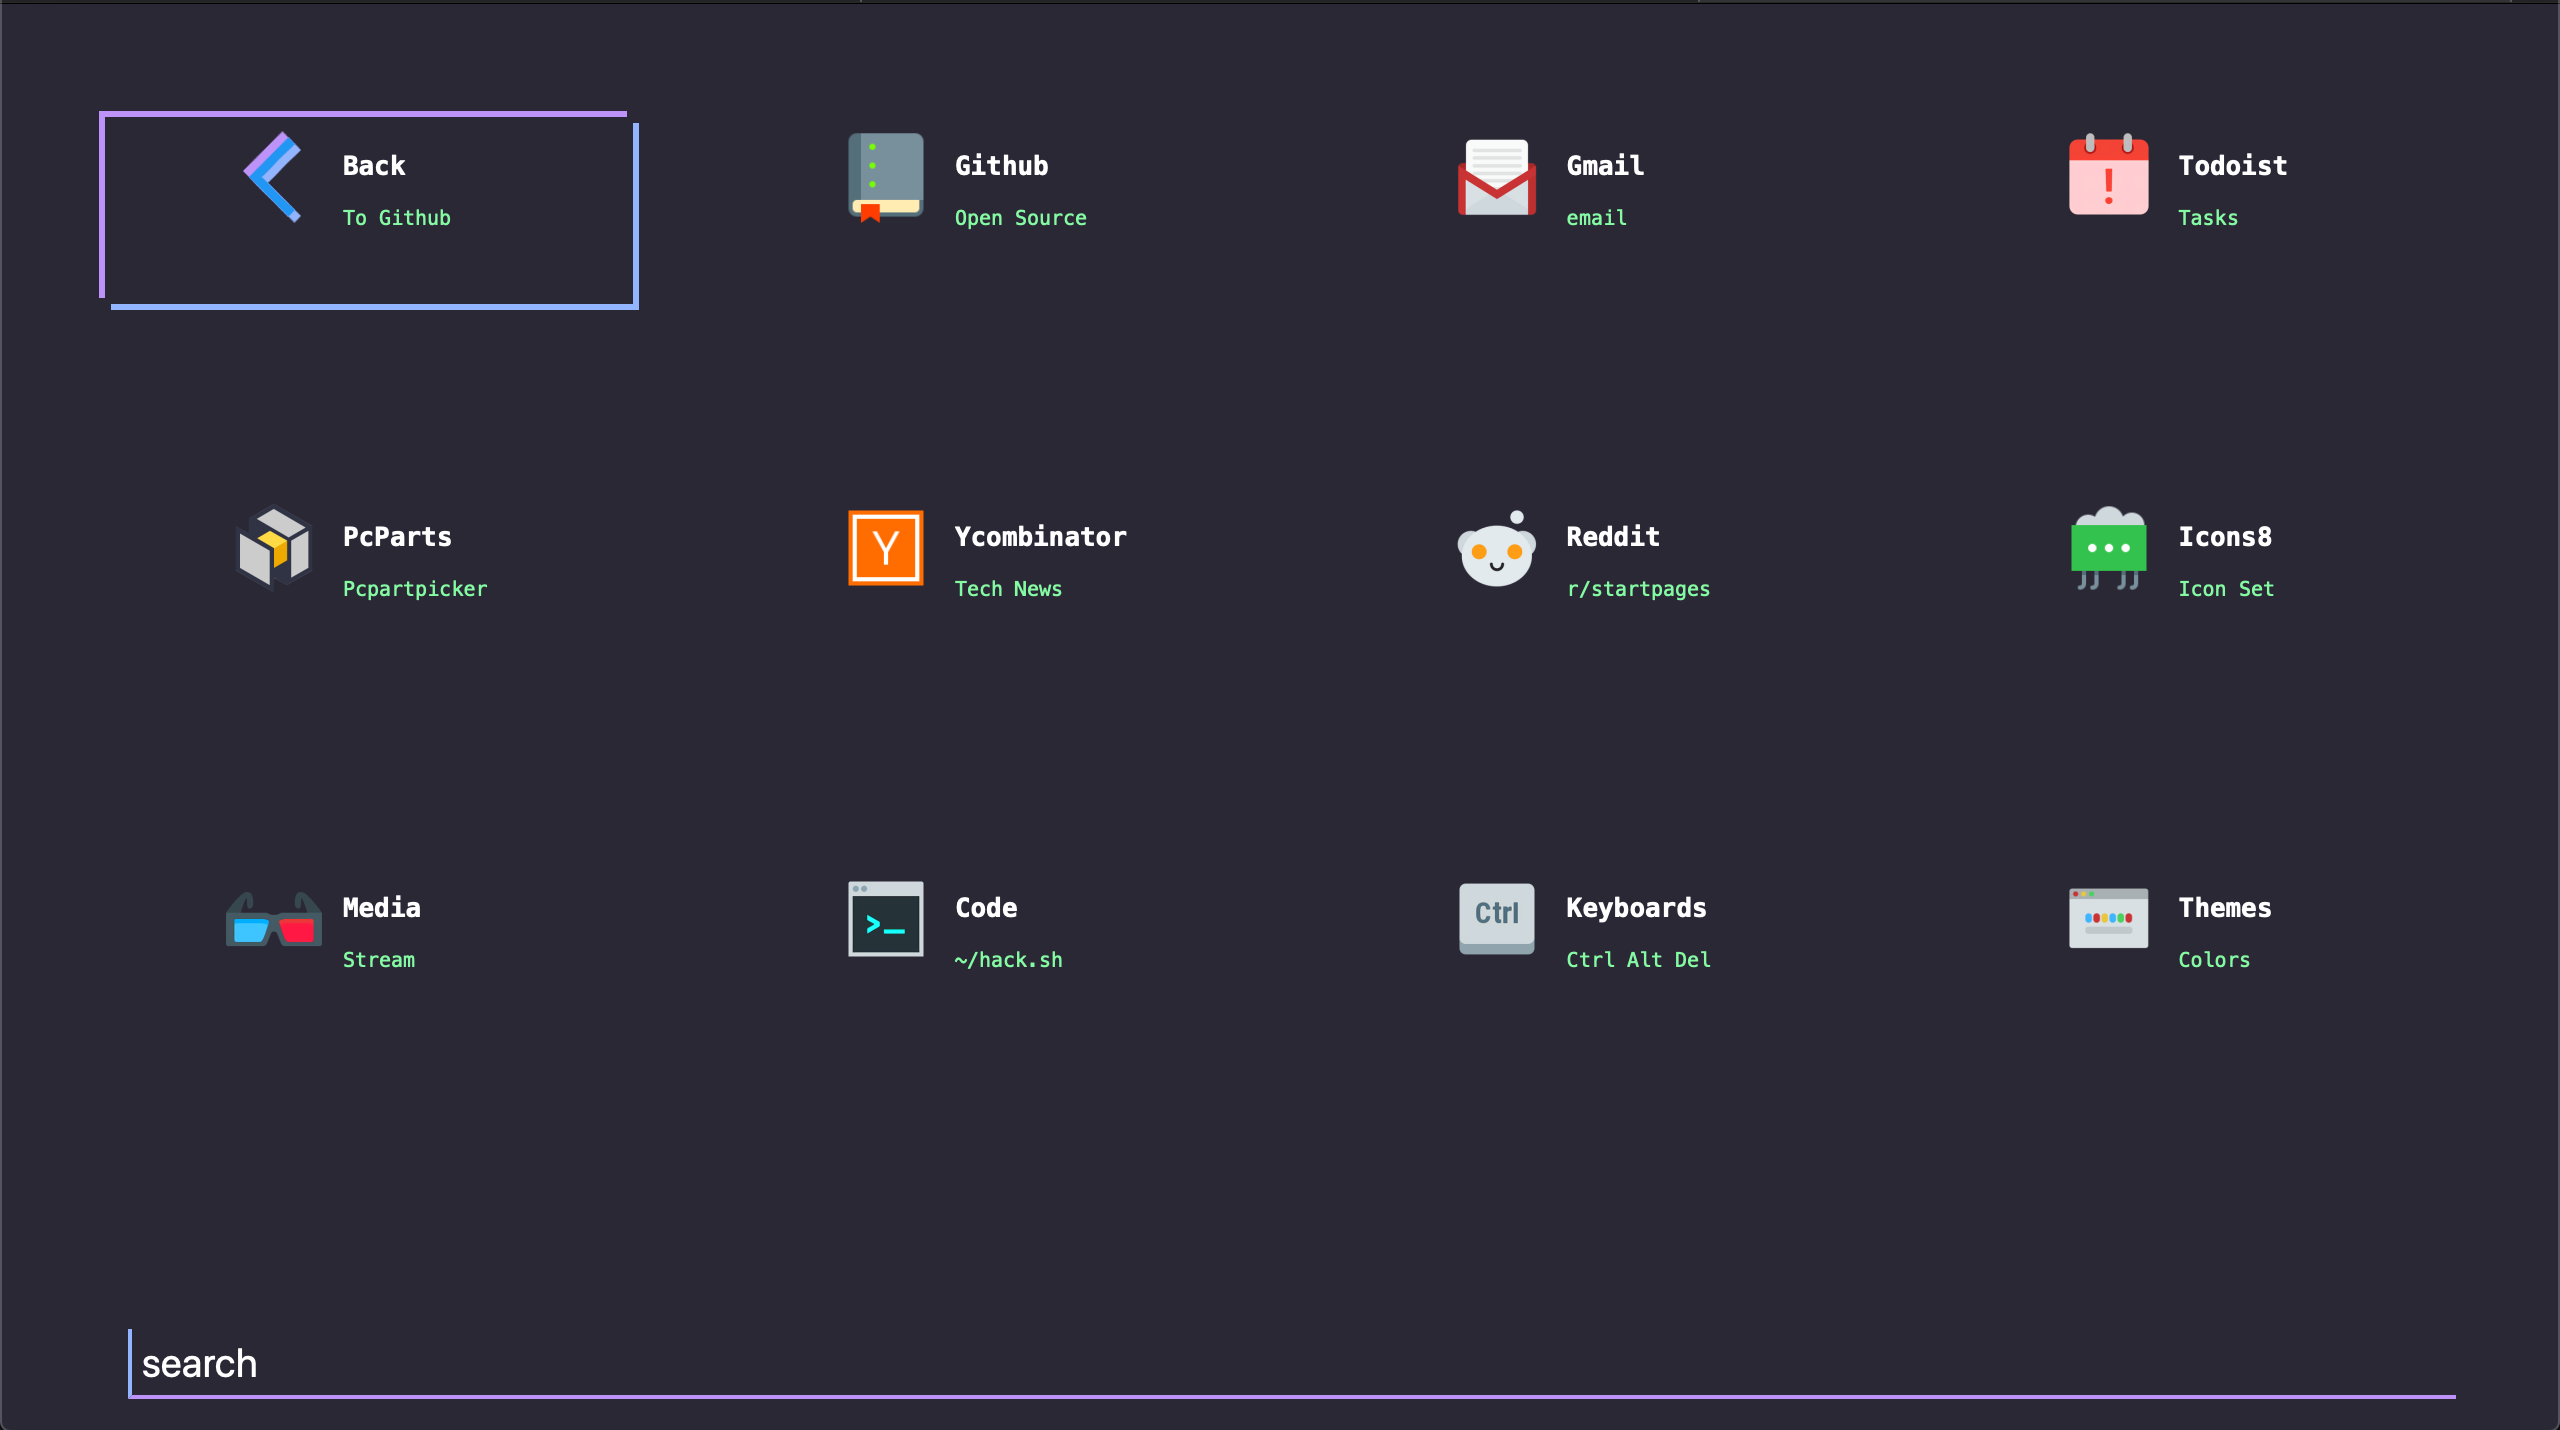 Back
To Github
Github
Open Source
Gmail
email
!
Todoist
Tasks
PcParts
Pcpartpicker
Y
Ycombinator
Tech News
Reddit
r/startpages
Icons8
Icon Set
Media
Stream
>_
Code
~/hack.sh
Ctrl
Keyboards
Ctrl Alt Del
Themes
Colors
search